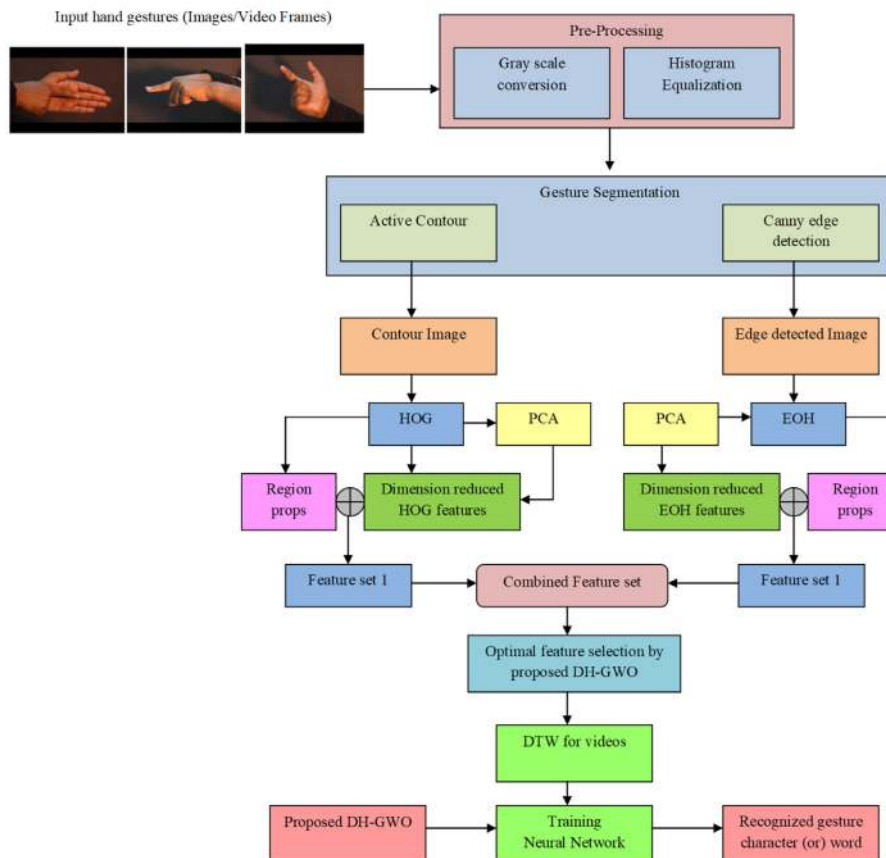 Input hand gestures (Images/Video Frames)
Pre-Processing
Gray scale
conversion
Histogram
Equalization
Gesture Segmentation
Active Contour
Canny edge
detection
Contour Image
Edge detected Image
HOG
PCA
PCA
EOH
Region
props
Dimension reduced
HOG features
Dimension reduced
EOH features
Region
props
Feature set 1
Combined Feature set
Feature set 1
Optimal feature selection by
proposed DH-GWO
DTW for videos
Proposed DH-GWO
Training
Neural Network
Recognized gesture
character (or) word